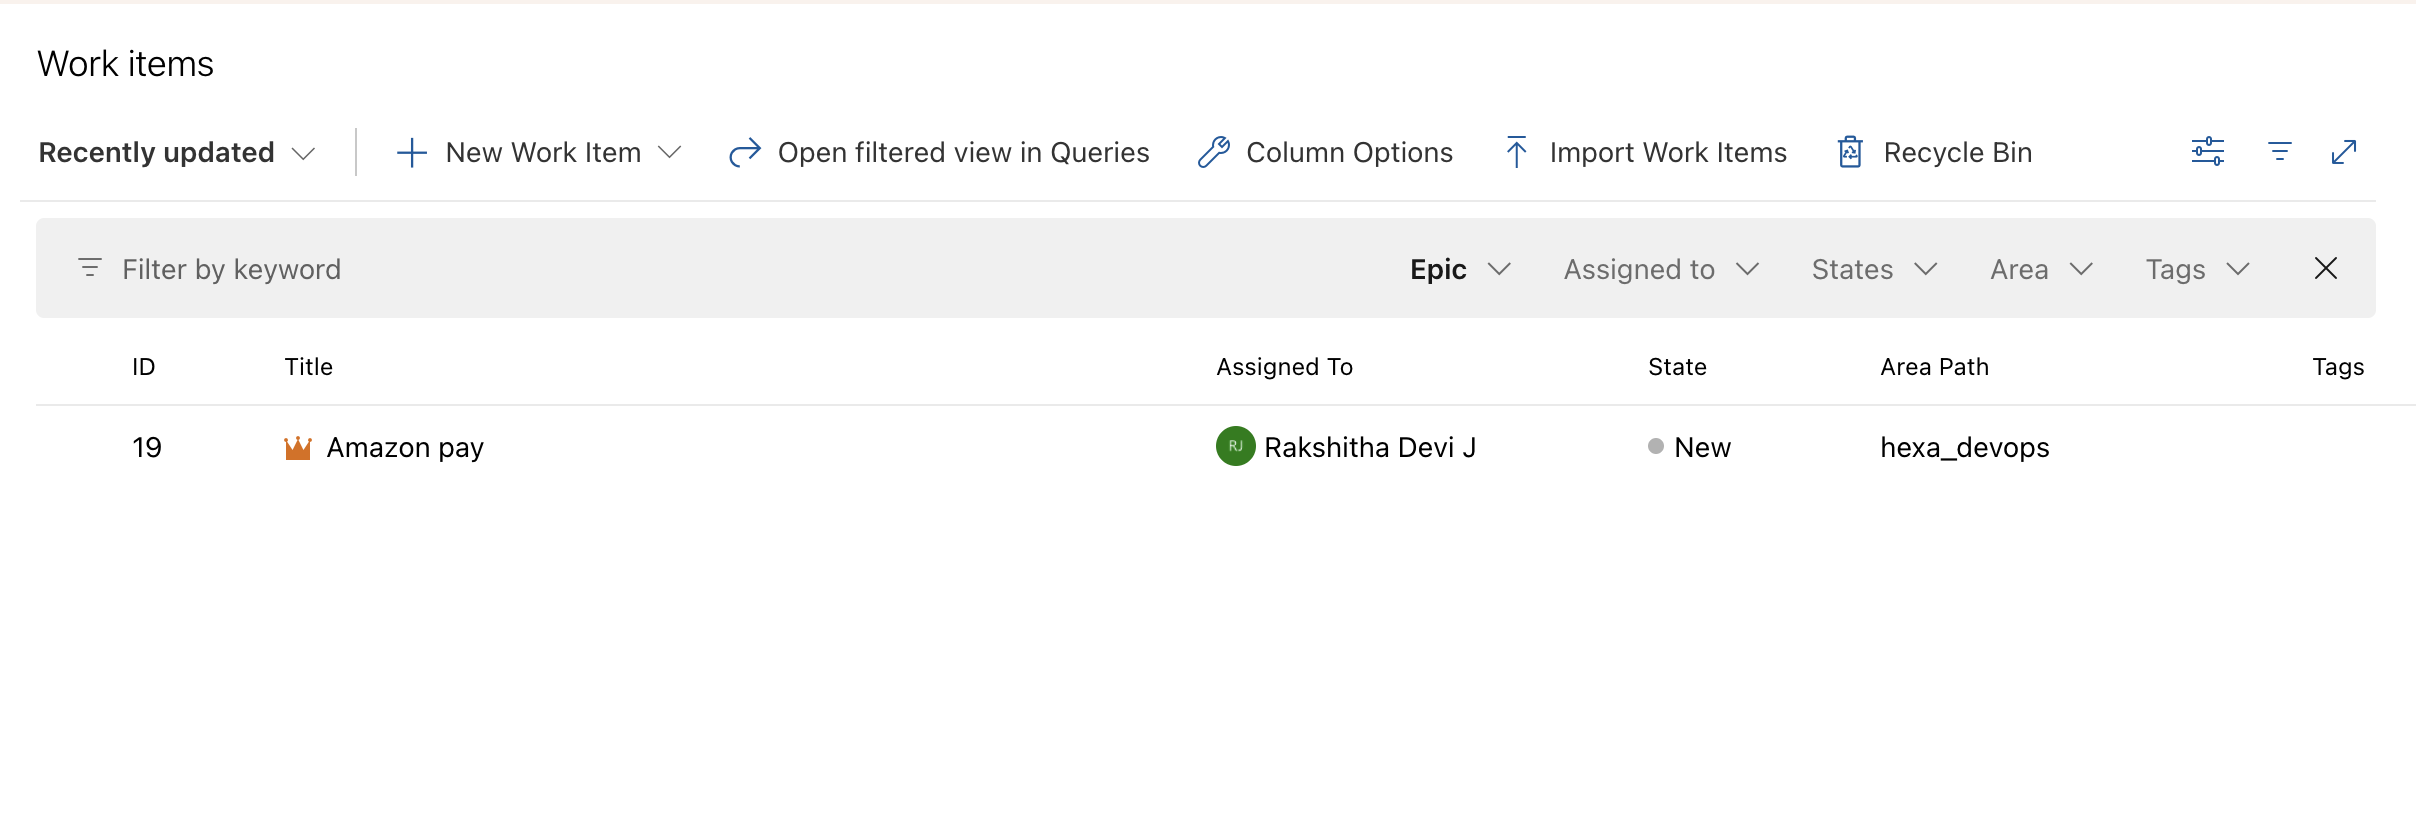 Work items
Recently updated New Work Item Open filtered view in Queries Column Options Import Work Items Recycle Bin
Filter by keyword Epic Assigned to States Area Tags
ID Title Assigned To State Area Path Tags
19 Amazon pay RJ Rakshitha Devi J New hexa_devops